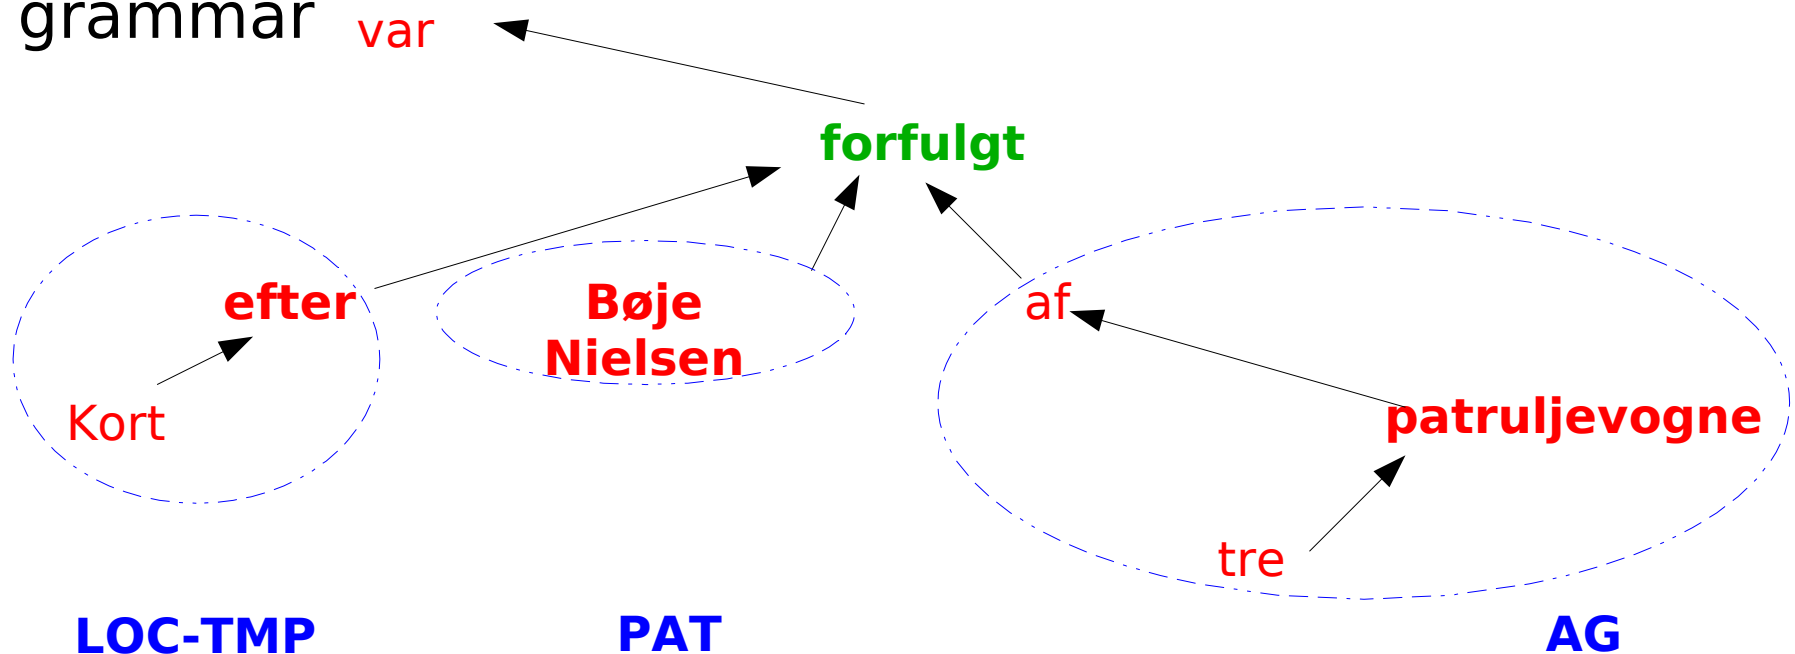 grammar var
forfulgt
efter Bøje af
Nielsen
Kort patruljevogne
tre
LOC-TMP PAT AG